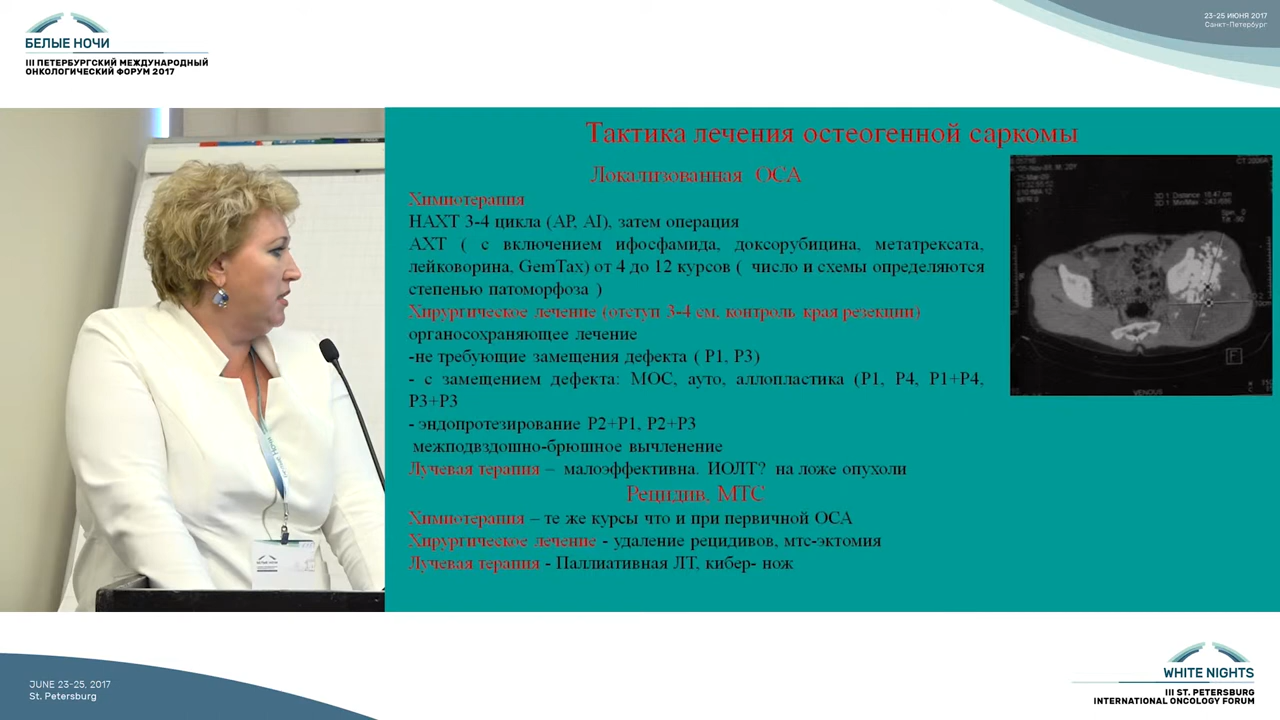 БЕЛЫЕ НОЧИ
III ПЕТЕРБУРГСКИЙ МЕЖДУНАРОДНЫЙ
ОНКОЛОГИЧЕСКИЙ ФОРУМ 2017
23-25 ИЮНЯ 2017
Санкт-Петербург
Тактика лечения остеогенной саркомы
Локализованная ОСА
Химиотерапия
НАХТ 3-4 цикла (AP, AI), затем операция
АХТ ( с включением ифосфамида, доксорубицина, метатрексата,
лейковорина, GemTax) от 4 до 12 курсов ( число и схемы определяются
степенью патоморфоза )
Хирургическое лечение (отступ 3-4 см, контроль края резекции)
органосохраняющее лечение
-не требующие замещения дефекта ( P1, P3)
- с замещением дефекта: МОС, ауто, аллопластика (P1, P4, P1+P4,
P3+P3
- эндопротезирование P2+P1, P2+P3
межподвздошно-брюшное вычленение
Лучевая терапия – малоэффективна. ИОЛТ? на ложе опухоли
Рецидив, МТС
Химиотерапия – те же курсы что и при первичной ОСА
Хирургическое лечение - удаление рецидивов, мтс-эктомия
Лучевая терапия - Паллиативная ЛТ, кибер- нож
VENOUS
F
JUNE 23-25, 2017
St. Petersburg
WHITE NIGHTS
III ST. PETERSBURG
INTERNATIONAL ONCOLOGY FORUM